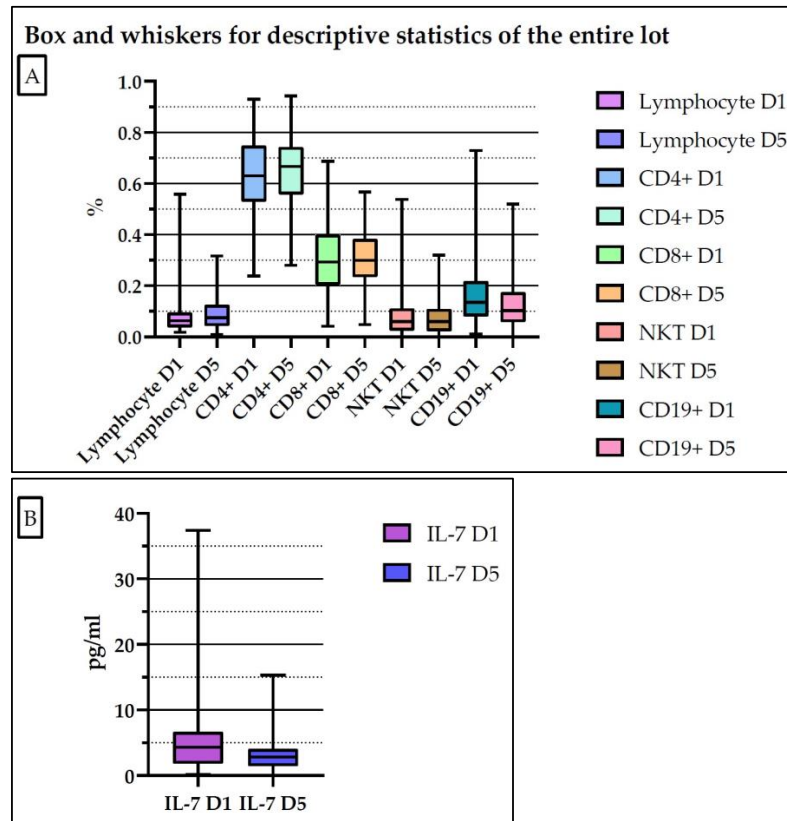 Box and whiskers for descriptive statistics of the entire lot
A
1.0
0.8
0.6
0.4
0.2
0.0
%
Lymphocyte D1
Lymphocyte D5
CD4+ D1
CD4+ D5
CD8+ D1
CD8+ D5
NKT D1
NKT D5
CD19+ D1
CD19+ D5
Lymphocyte D1
Lymphocyte D5
CD4+ D1
CD4+ D5
CD8+ D1
CD8+ D5
NKT D1
NKT D5
CD19+ D1
CD19+ D5
B
40
30
20
10
0
pg/ml
IL-7 D1 IL-7 D5
IL-7 D1
IL-7 D5